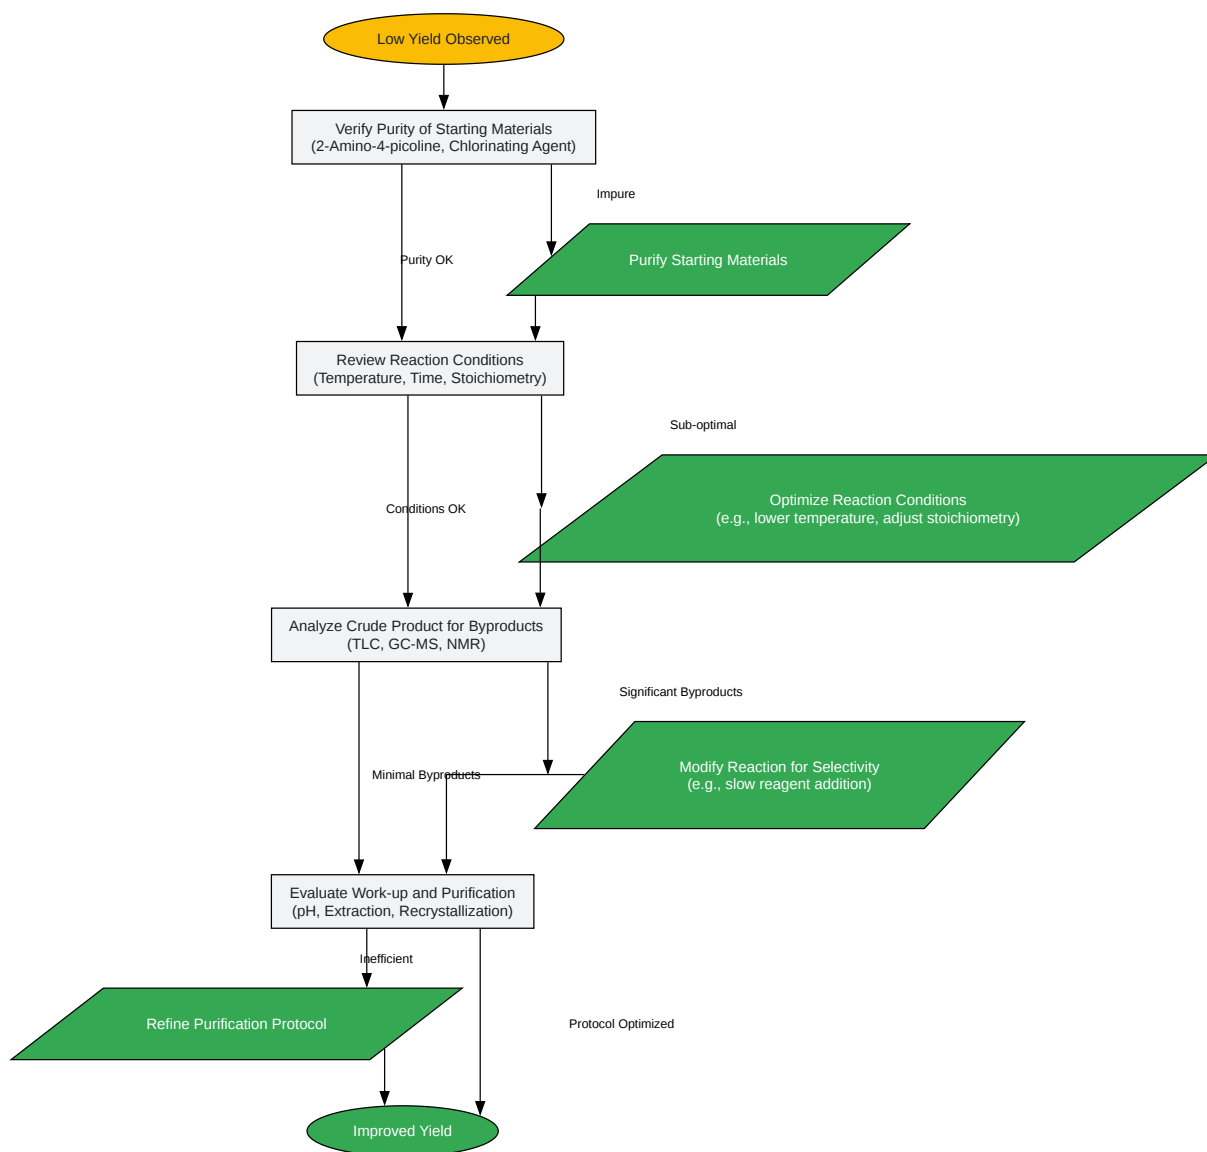 Low Yield Observed
Verify Purity of Starting Materials
(2-Amino-4-picoline, Chlorinating Agent)
Impure
Purity OK
Purify Starting Materials
Review Reaction Conditions
(Temperature, Time, Stoichiometry)
Sub-optimal
Conditions OK
Optimize Reaction Conditions
(e.g., lower temperature, adjust stoichiometry)
Analyze Crude Product for Byproducts
(TLC, GC-MS, NMR)
Significant Byproducts
Minimal Byproducts
Modify Reaction for Selectivity
(e.g., slow reagent addition)
Evaluate Work-up and Purification
(pH, Extraction, Recrystallization)
Inefficient
Refine Purification Protocol
Protocol Optimized
Improved Yield